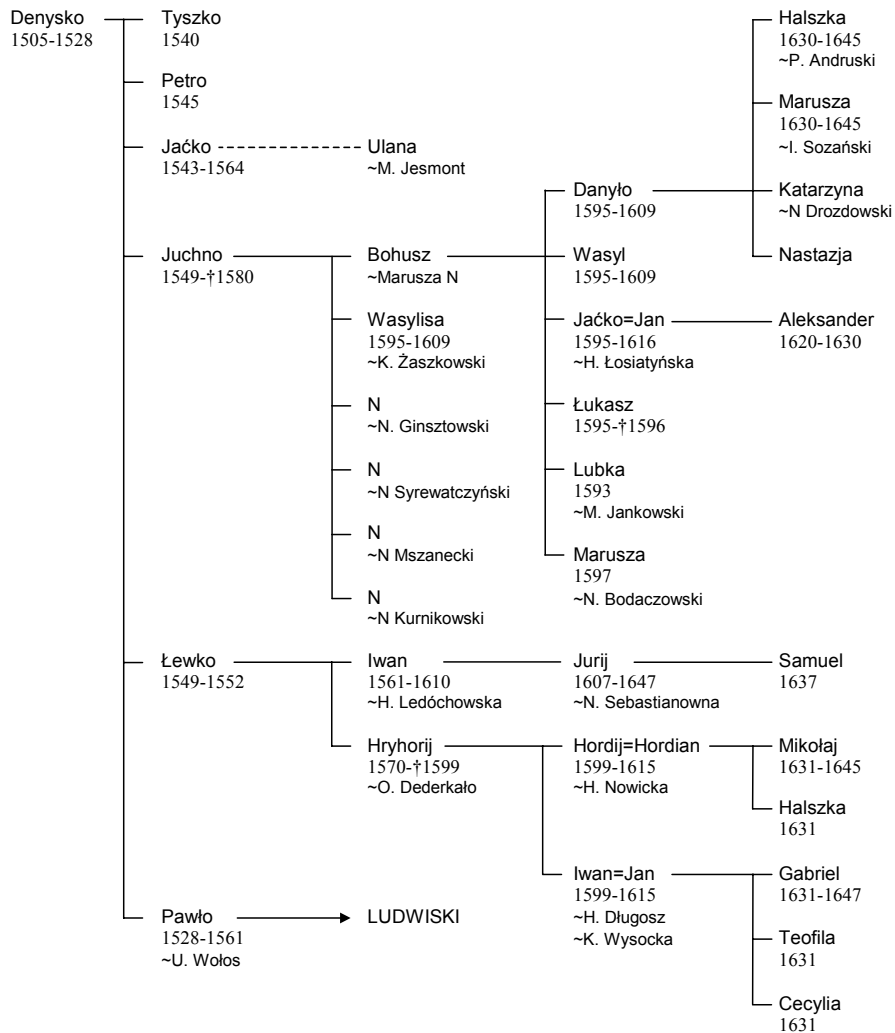 Denysko
1505-1528
Tyszko
1540
Petro
1545
Jaćko
1543-1564
Ulana
~M. Jesmont
Juchno
1549-†1580
Bohusz
~Marusza N
Danyło
1595-1609
Halszka
1630-1645
~P. Andruski
Marusza
1630-1645
~I. Sozański
Katarzyna
~N Drozdowski
Nastazja
Wasyl
1595-1609
Jaćko=Jan
1595-1616
~H. Łosiatyńska
Aleksander
1620-1630
Łukasz
1595-†1596
Lubka
1593
~M. Jankowski
Marusza
1597
~N. Bodaczowski
Wasylisa
1595-1609
~K. Żaszkowski
N
~N. Ginsztowski
N
~N Syrewatczyński
N
~N Mszanecki
N
~N Kurnikowski
Łewko
1549-1552
Iwan
1561-1610
~H. Ledóchowska
Jurij
1607-1647
~N. Sebastianowna
Samuel
1637
Hryhorij
1570-†1599
~O. Dederkało
Hordij=Hordian
1599-1615
~H. Nowicka
Mikołaj
1631-1645
Halszka
1631
Iwan=Jan
1599-1615
~H. Długosz
~K. Wysocka
Gabriel
1631-1647
Teofila
1631
Cecylia
1631
Pawło
1528-1561
~U. Wołos
LUDWISKI